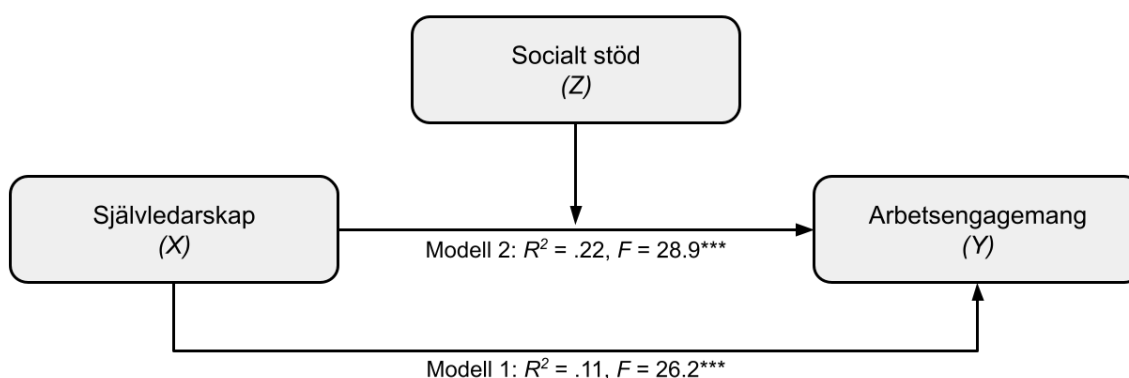 Socialt stöd
(Z)
Självledarskap
(X)
Arbetsengagemang
(Y)
Modell 2: R² = .22, F = 28.9***
Modell 1: R² = .11, F = 26.2***